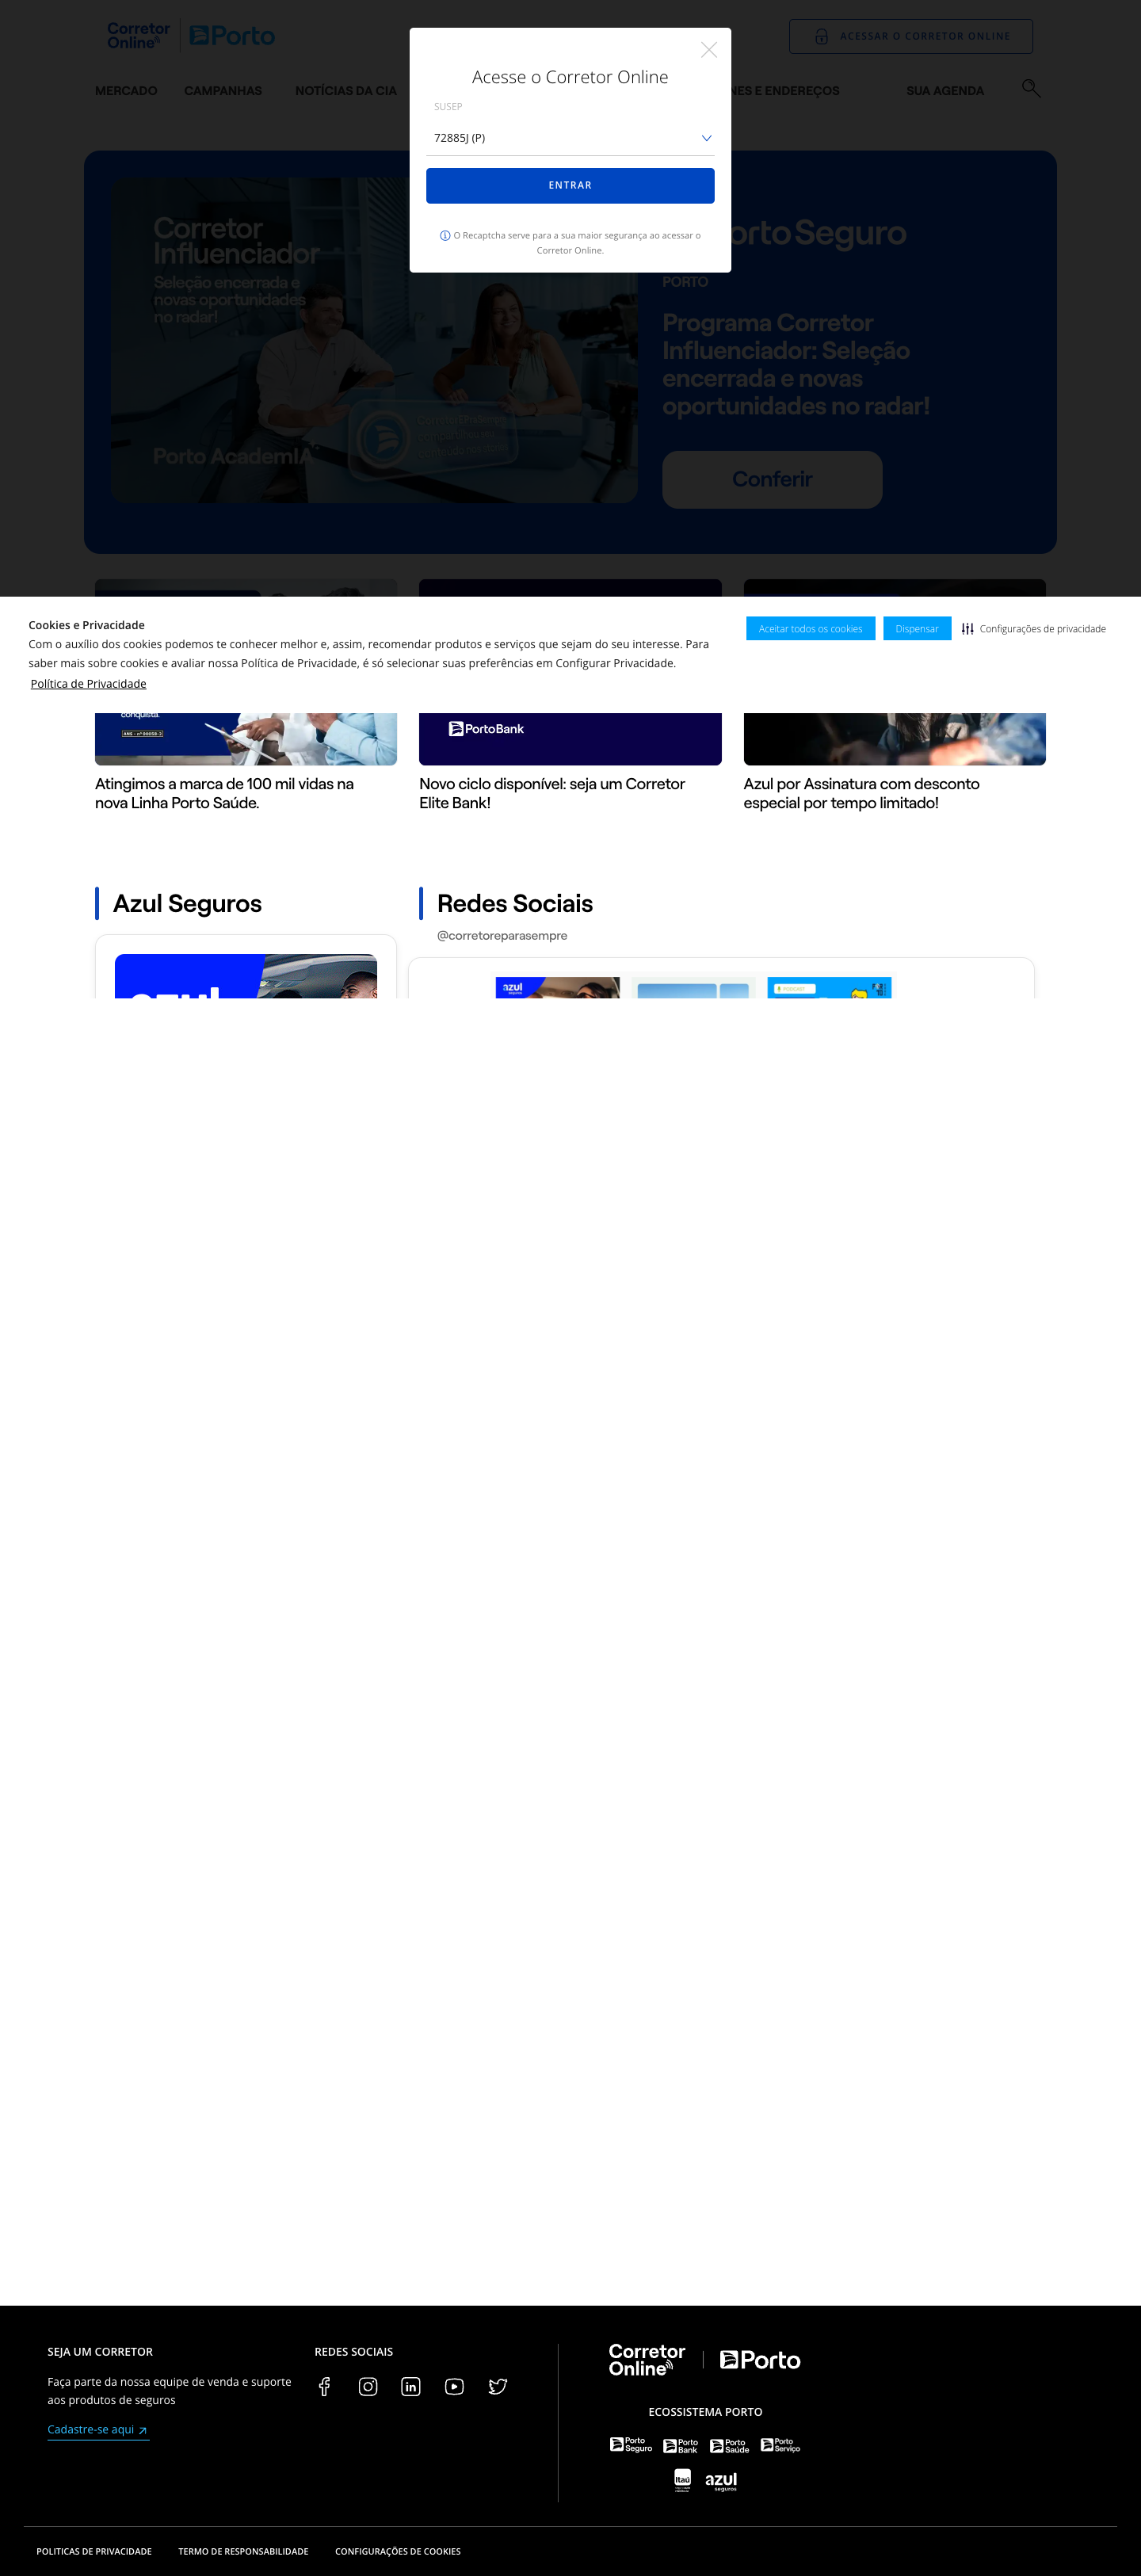 Corretor
Online
Porto
ACESSAR O CORRETOR ONLINE
MERCADO
CAMPANHAS
NOTÍCIAS DA CIA
NES E ENDEREÇOS
SUA AGENDA
Acesse o Corretor Online
SUSEP
72885J (P)
ENTRAR
O Recaptcha serve para a sua maior segurança ao acessar o
Corretor Online.
Corretor
Influenciador
Seleção encerrada e
novas oportunidades
no radar!
Porto AcademIA
orto Seguro
PORTO
Programa Corretor
Influenciador: Seleção
encerrada e novas
oportunidades no radar!
Conferir
Cookies e Privacidade
Com o auxílio dos cookies podemos te conhecer melhor e, assim, recomendar produtos e serviços que sejam do seu interesse. Para
saber mais sobre cookies e avaliar nossa Política de Privacidade, é só selecionar suas preferências em Configurar Privacidade.
Política de Privacidade
Aceitar todos os cookies
Dispensar
Configurações de privacidade
conquista.
PortoBank
Atingimos a marca de 100 mil vidas na
nova Linha Porto Saúde.
Novo ciclo disponível: seja um Corretor
Elite Bank!
Azul por Assinatura com desconto
especial por tempo limitado!
Azul Seguros
Redes Sociais
@corretoreparasempre
azul
azul
seguros
PODCAST
SEJA UM CORRETOR
Faça parte da nossa equipe de venda e suporte
aos produtos de seguros
Cadastre-se aqui
REDES SOCIAIS
Corretor
Online
Porto
ECOSSISTEMA PORTO
Porto
Seguro
Porto
Bank
Porto
Saúde
Porto
Serviço
Itaú
azul
seguros
POLITICAS DE PRIVACIDADE
TERMO DE RESPONSABILIDADE
CONFIGURAÇÕES DE COOKIES